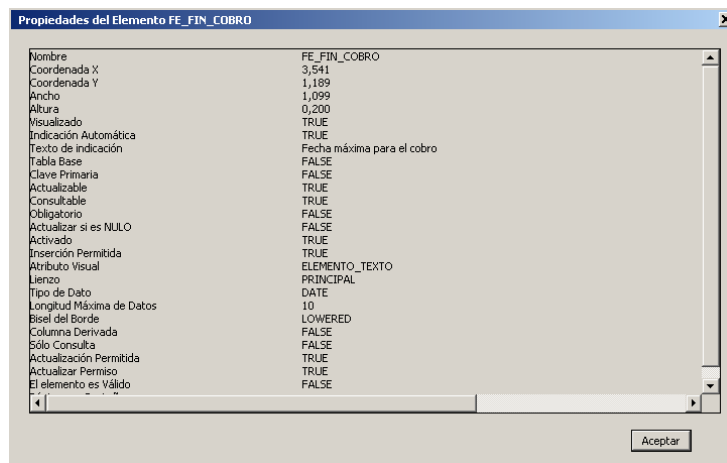 Propiedades del Elemento FE_FIN_COBRO
Nombre FE_FIN_COBRO
Coordenada X 3,541
Coordenada Y 1,189
Ancho 1,099
Altura 0,200
Visualizado TRUE
Indicación Automática TRUE
Texto de indicación Fecha máxima para el cobro
Tabla Base FALSE
Clave Primaria FALSE
Actualizable TRUE
Consultable TRUE
Obligatorio FALSE
Actualizar si es NULO FALSE
Activado TRUE
Inserción Permitida TRUE
Atributo Visual ELEMENTO_TEXTO
Lienzo PRINCIPAL
Tipo de Dato DATE
Longitud Máxima de Datos 10
Bisel del Borde LOWERED
Columna Derivada FALSE
Sólo Consulta FALSE
Actualización Permitida TRUE
Actualizar Permiso TRUE
El elemento es Válido FALSE
Aceptar